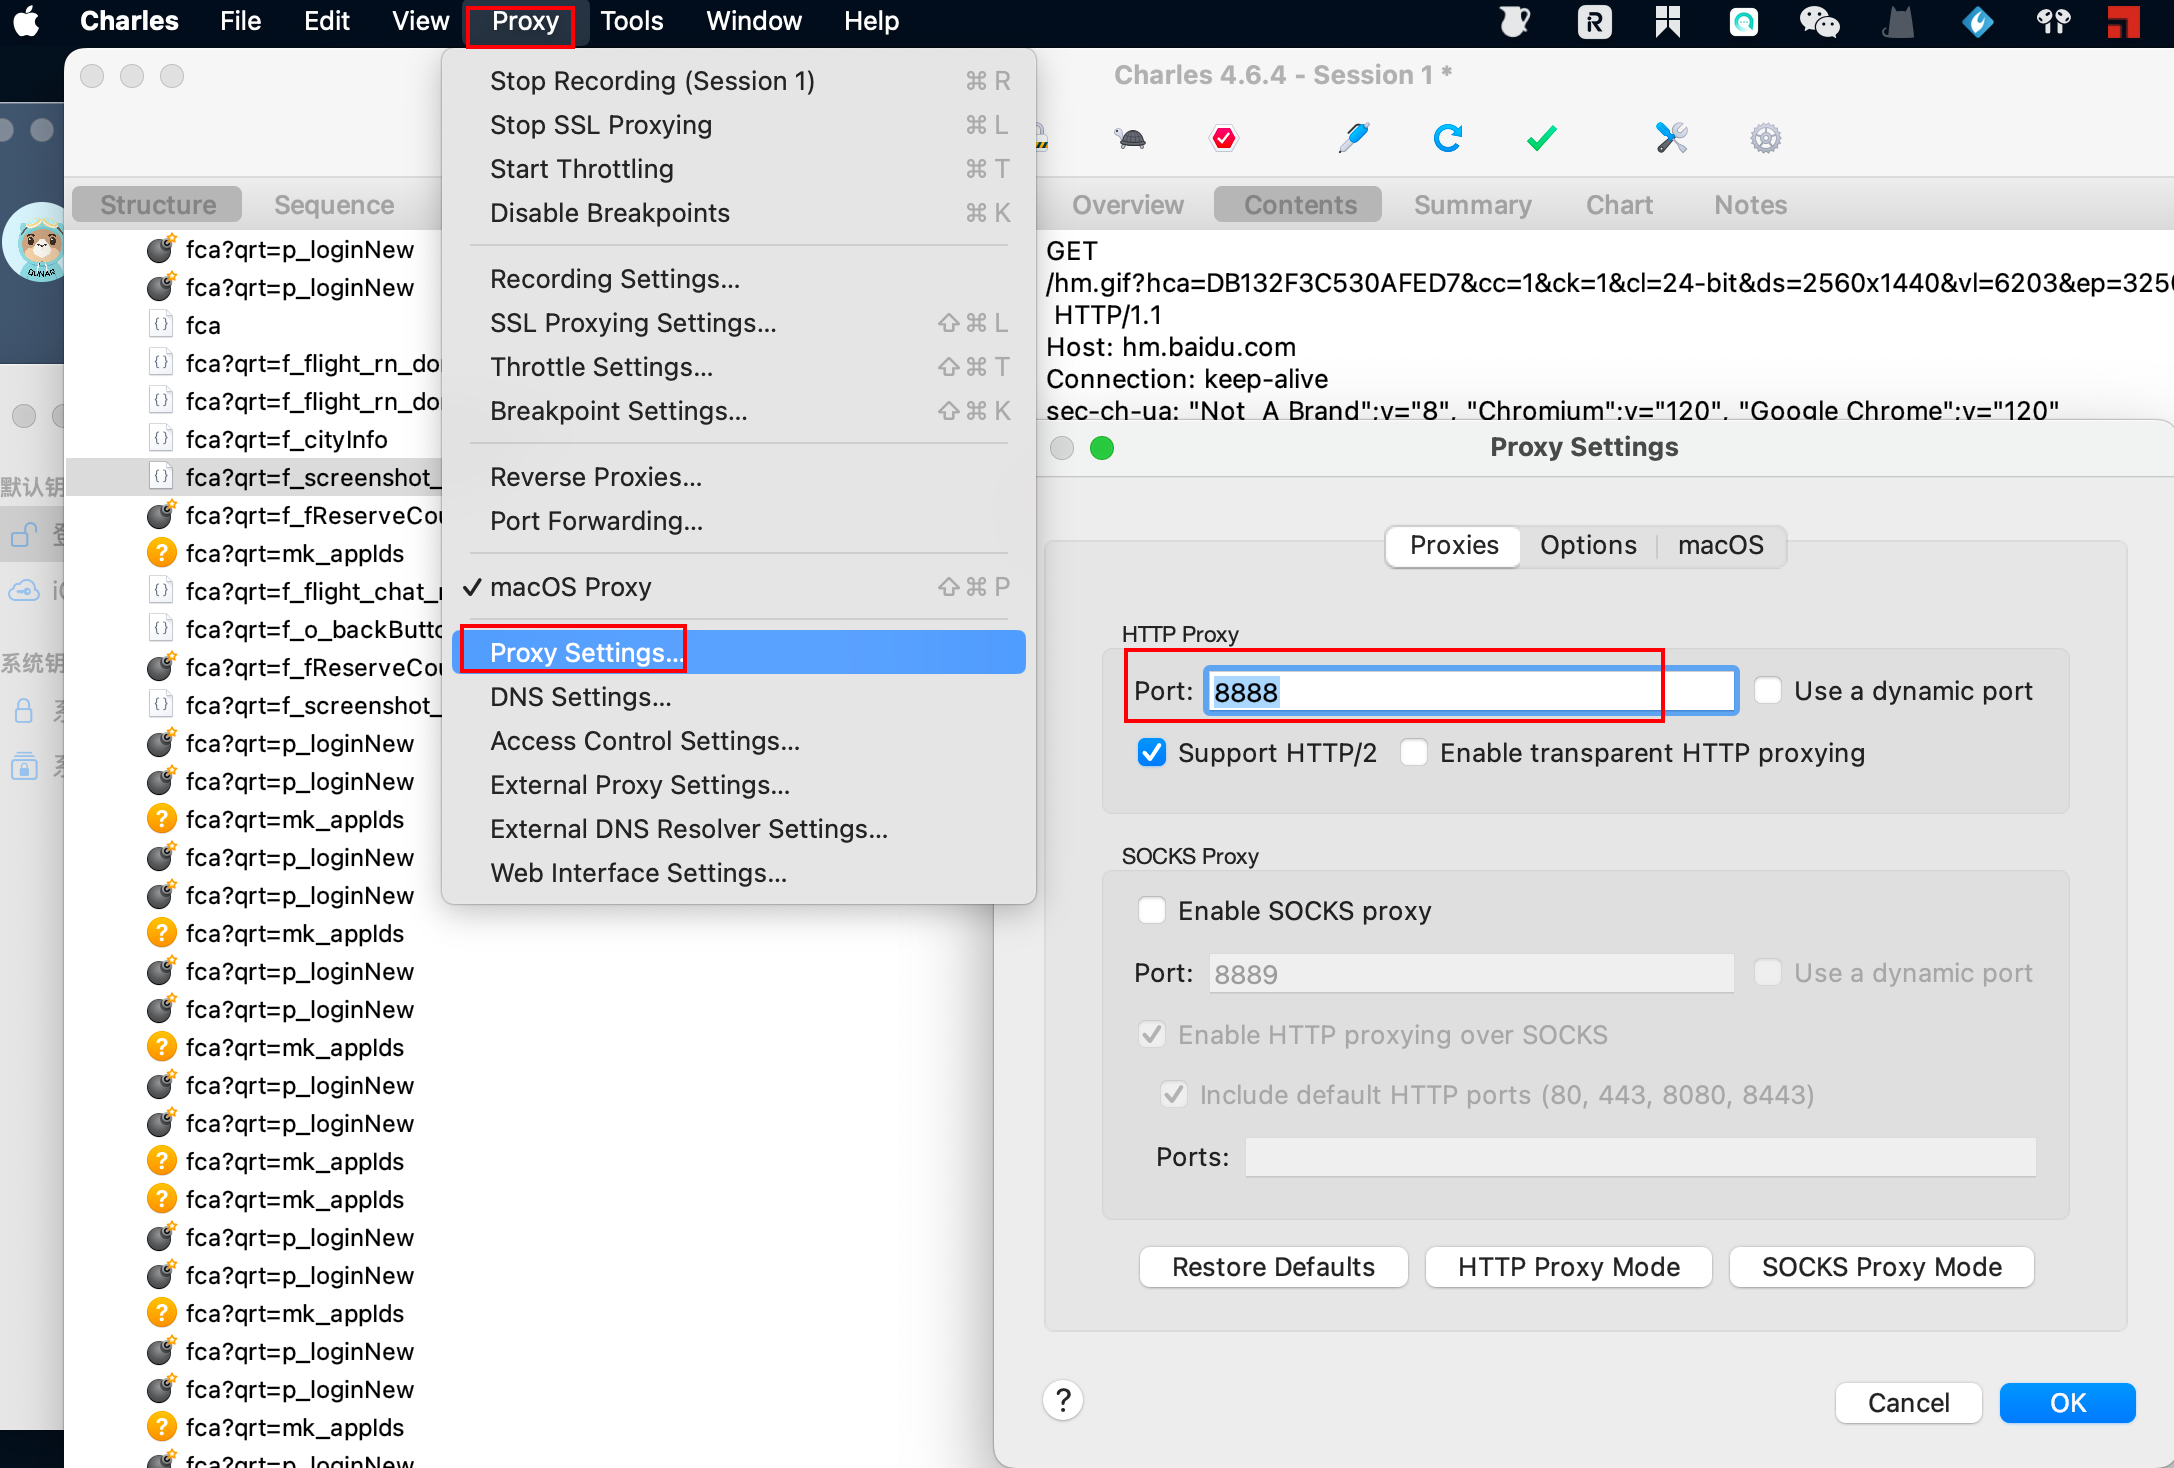 Charles File Edit View Proxy Tools Window Help
Charles 4.6.4 - Session 1 *
Stop Recording (Session 1) ⌘ R
Stop SSL Proxying ⌘ L
Start Throttling ⌘ T
Disable Breakpoints ⌘ K
Recording Settings...
SSL Proxying Settings... ⇧ ⌘ L
Throttle Settings... ⇧ ⌘ T
Breakpoint Settings... ⇧ ⌘ K
Reverse Proxies...
Port Forwarding...
✓ macOS Proxy ⇧ ⌘ P
Proxy Settings...
DNS Settings...
Access Control Settings...
External Proxy Settings...
External DNS Resolver Settings...
Web Interface Settings...
Structure Sequence
fca?qrt=p_loginNew
fca?qrt=p_loginNew
fca
fca?qrt=f_flight_rn_do
fca?qrt=f_flight_rn_do
fca?qrt=f_cityInfo
fca?qrt=f_screenshot_
fca?qrt=f_fReserveCou
fca?qrt=mk_appIds
fca?qrt=f_flight_chat_
fca?qrt=f_o_backButto
fca?qrt=f_fReserveCou
fca?qrt=f_screenshot_
fca?qrt=p_loginNew
fca?qrt=p_loginNew
fca?qrt=mk_appIds
fca?qrt=p_loginNew
fca?qrt=p_loginNew
fca?qrt=mk_appIds
fca?qrt=p_loginNew
fca?qrt=p_loginNew
fca?qrt=mk_appIds
fca?qrt=p_loginNew
fca?qrt=p_loginNew
fca?qrt=mk_appIds
fca?qrt=mk_appIds
fca?qrt=p_loginNew
fca?qrt=p_loginNew
fca?qrt=mk_appIds
fca?qrt=p_loginNew
fca?qrt=p_loginNew
fca?qrt=mk_appIds
fca?qrt=p_loginNew
QUNAR
默认钥
登
系统钥
Overview Contents Summary Chart Notes
GET
/hm.gif?hca=DB132F3C530AFED7&cc=1&ck=1&cl=24-bit&ds=2560x1440&vl=6203&ep=325
HTTP/1.1
Host: hm.baidu.com
Connection: keep-alive
sec-ch-ua: "Not_A Brand";v="8", "Chromium";v="120", "Google Chrome";v="120"
Proxy Settings
Proxies Options macOS
HTTP Proxy
Port: 8888 Use a dynamic port
Support HTTP/2 Enable transparent HTTP proxying
SOCKS Proxy
Enable SOCKS proxy
Port: 8889 Use a dynamic port
Enable HTTP proxying over SOCKS
Include default HTTP ports (80, 443, 8080, 8443)
Ports:
Restore Defaults HTTP Proxy Mode SOCKS Proxy Mode
? Cancel OK